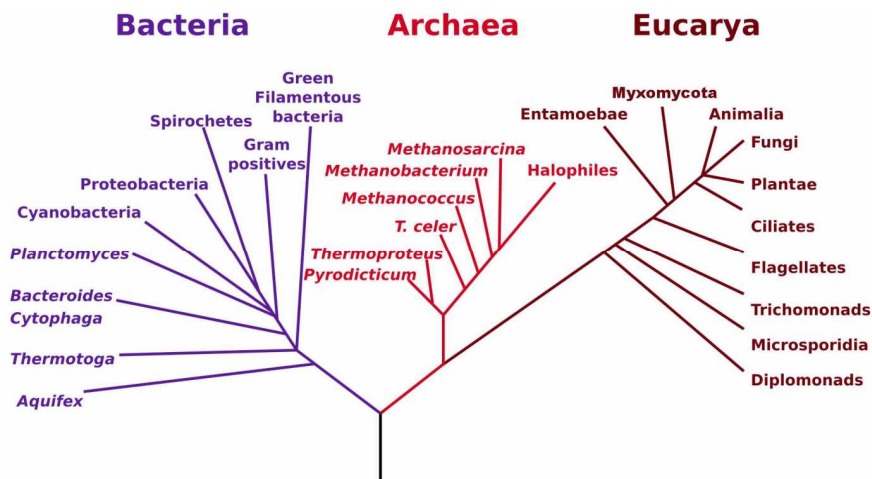 Bacteria
Archaea
Eucarya
Green
Filamentous
bacteria
Spirochetes
Gram
positives
Proteobacteria
Cyanobacteria
Planctomyces
Bacteroides
Cytophaga
Thermotoga
Aquifex
Methanosarcina
Methanobacterium
Halophiles
Methanococcus
T. celer
Thermoproteus
Pyrodicticum
Myxomycota
Entamoebae
Animalia
Fungi
Plantae
Ciliates
Flagellates
Trichomonads
Microsporidia
Diplomonads